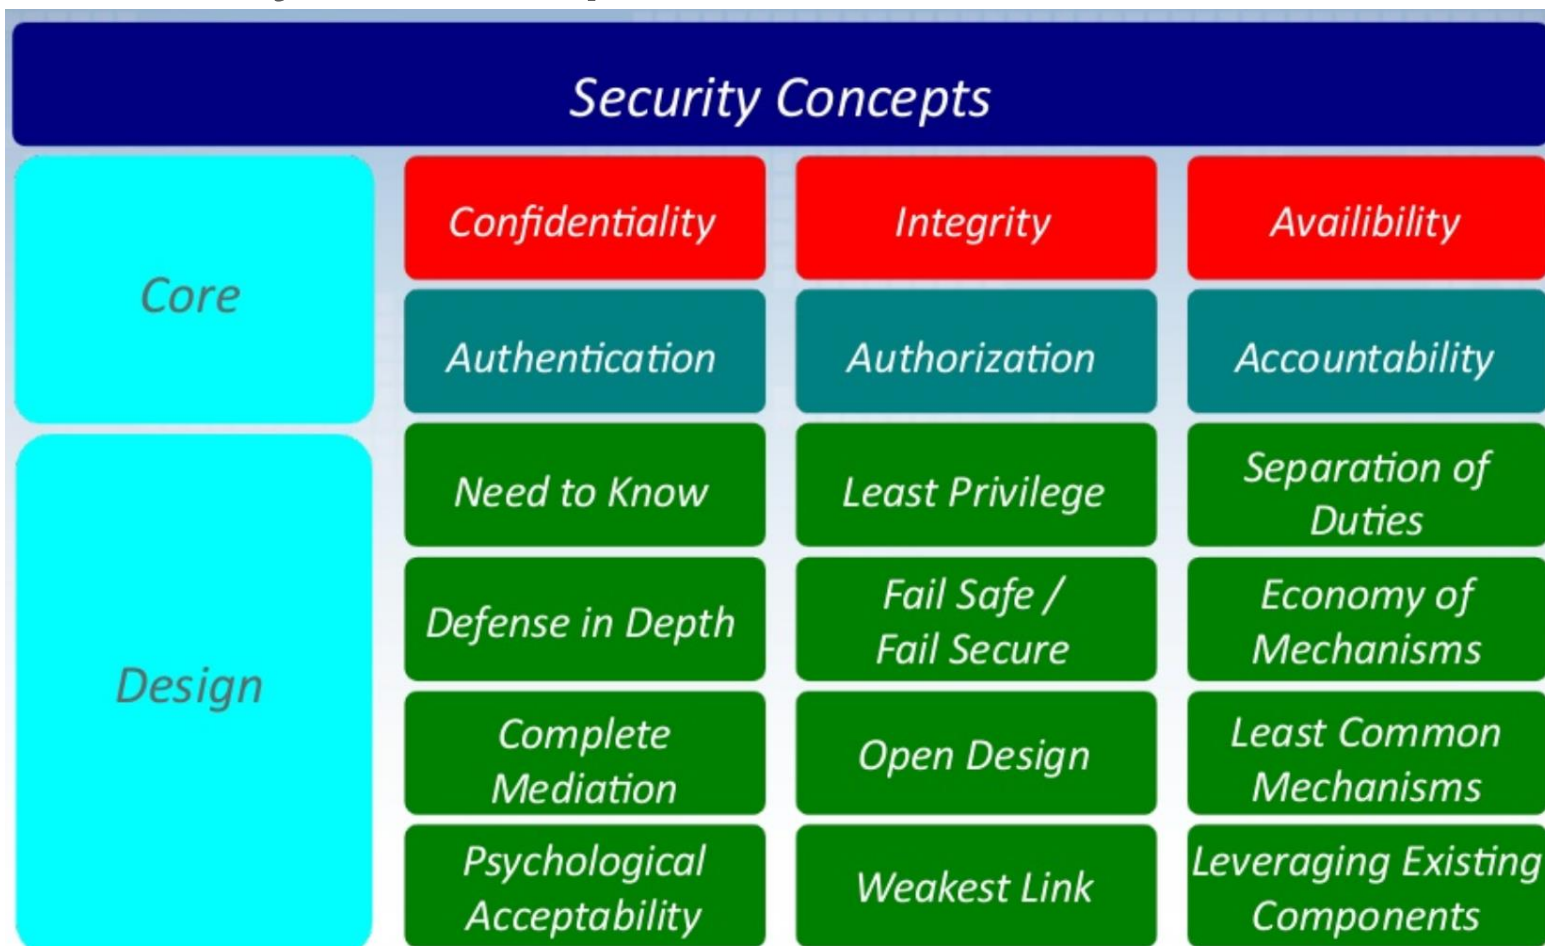 Security Concepts
Core
Confidentiality
Integrity
Availibility
Authentication
Authorization
Accountability
Design
Need to Know
Least Privilege
Separation of
Duties
Defense in Depth
Fail Safe /
Fail Secure
Economy of
Mechanisms
Complete
Mediation
Open Design
Least Common
Mechanisms
Psychological
Acceptability
Weakest Link
Leveraging Existing
Components